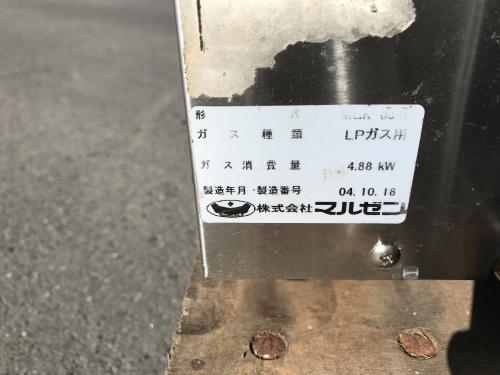 形 式
ガス種類 LPガス用
ガス消費量 4.88 kW
製造年月・製造番号 04.10.18
株式会社マルゼン